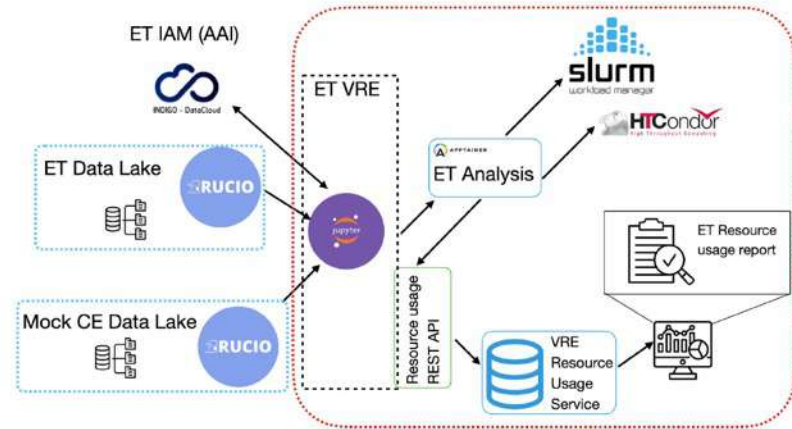 ET IAM (AAI)
INDIGO - DataCloud
ET VRE
slurm
workload manager
HTCondor
High Throughput Computing
ET Data Lake
RUCIO
APPTAINER
ET Analysis
jupyter
ET Resource
usage report
Mock CE Data Lake
RUCIO
Resource usage
REST API
VRE
Resource
Usage
Service